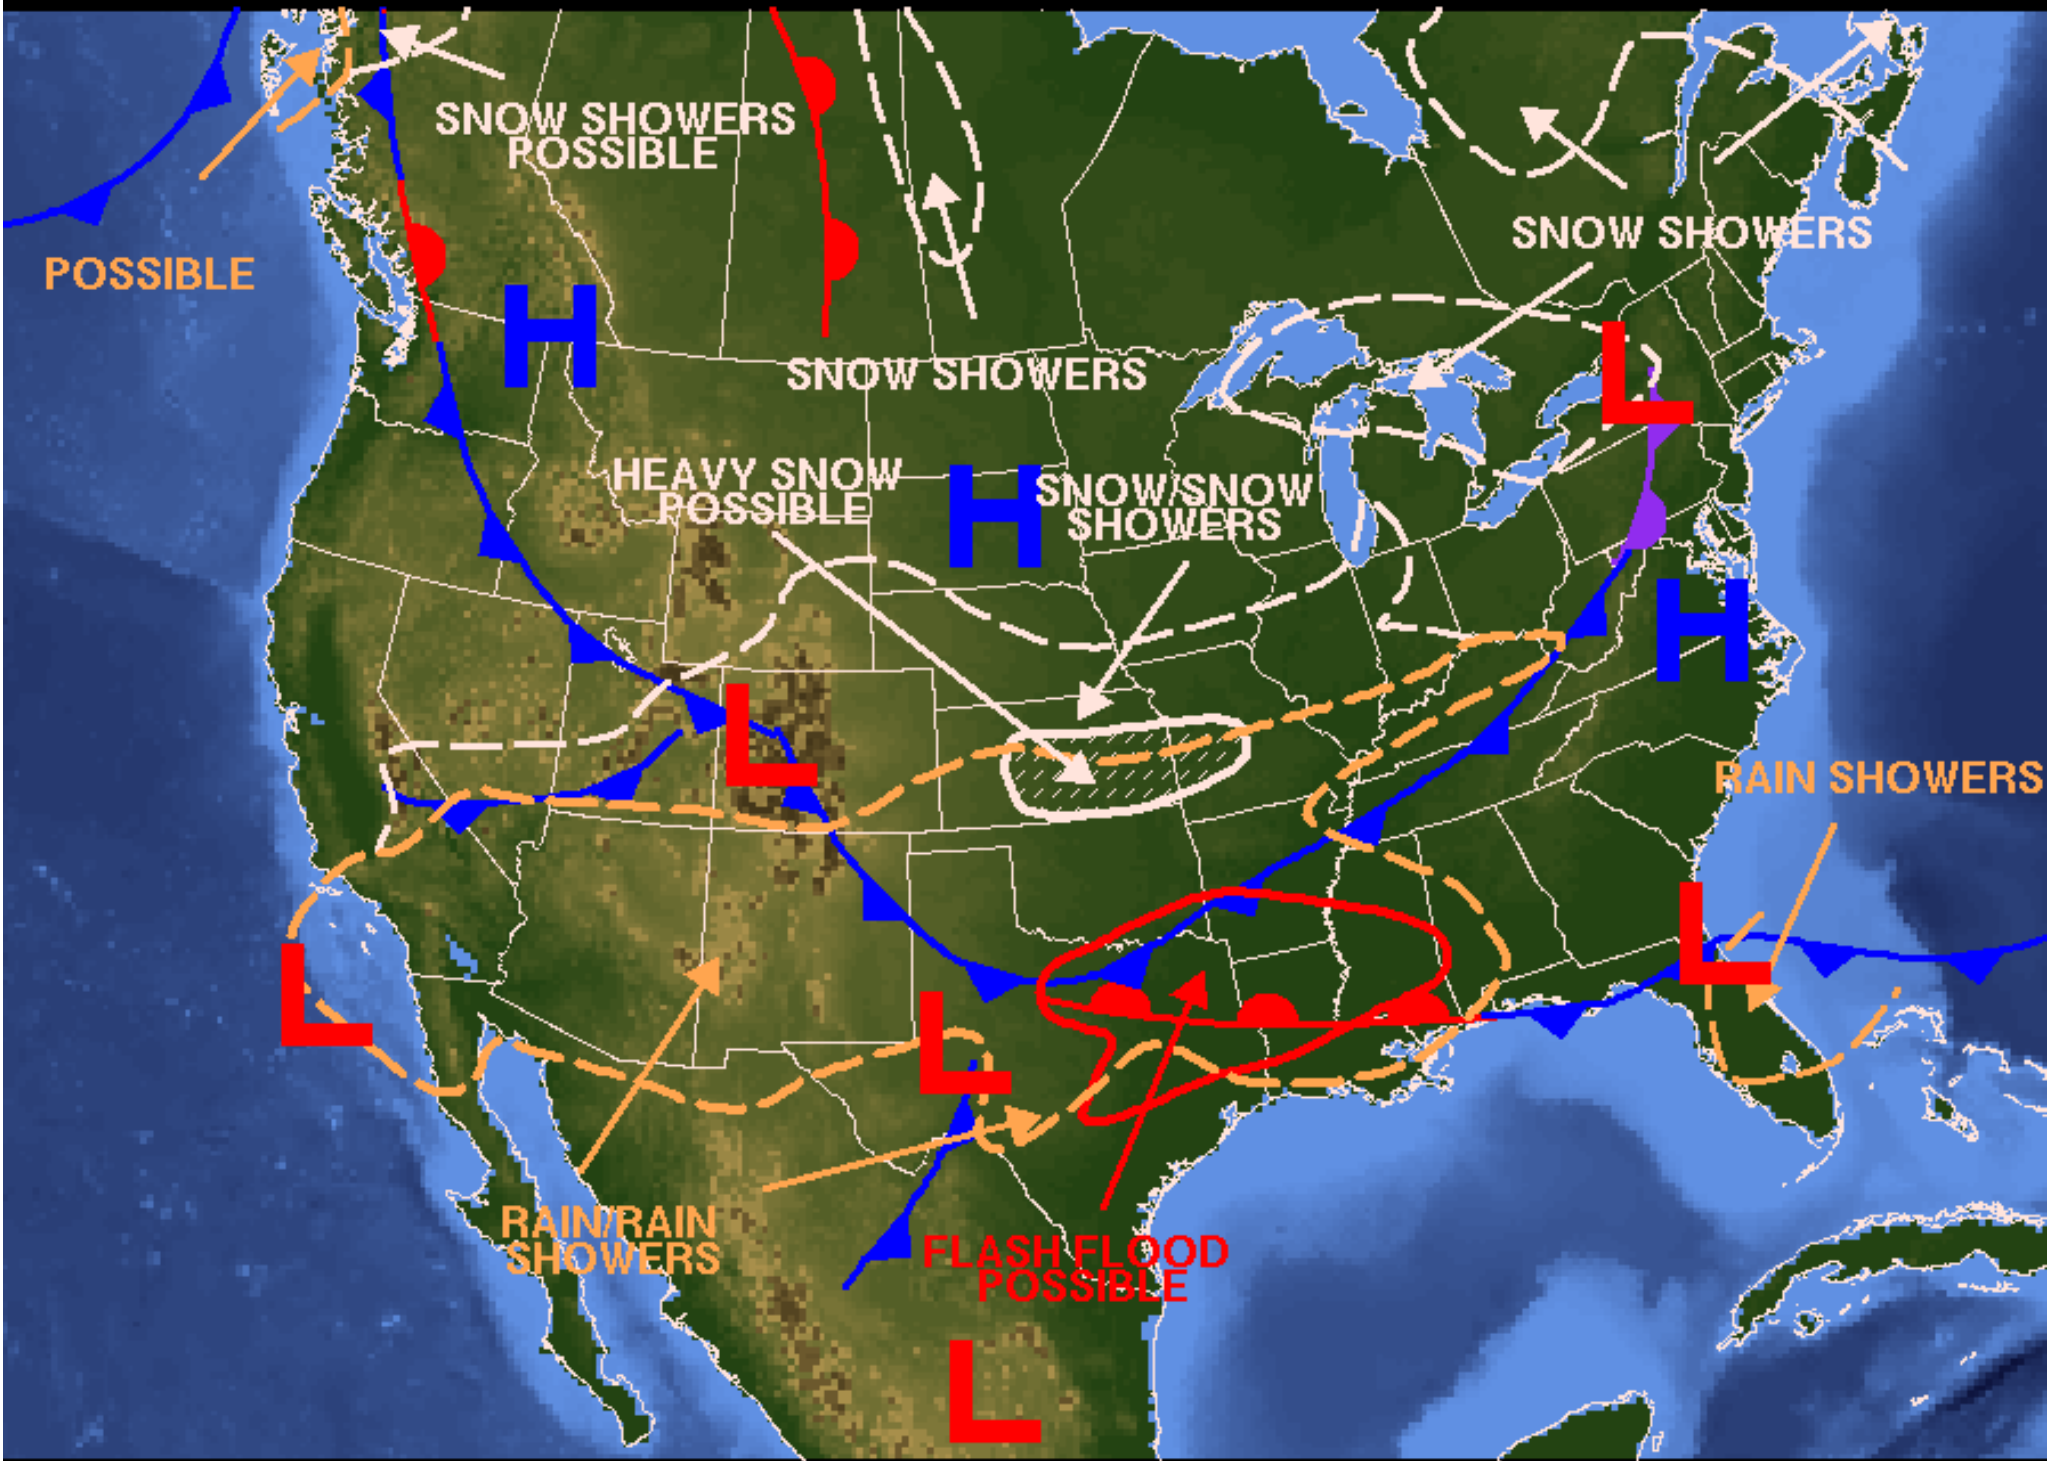 SNOW SHOWERS
POSSIBLE
SNOW SHOWERS
POSSIBLE
H
SNOW SHOWERS
L
HEAVY SNOW
POSSIBLE
H
SNOW/SNOW
SHOWERS
H
L
RAIN SHOWERS
L
L
L
RAIN/RAIN
SHOWERS
FLASH FLOOD
POSSIBLE
L